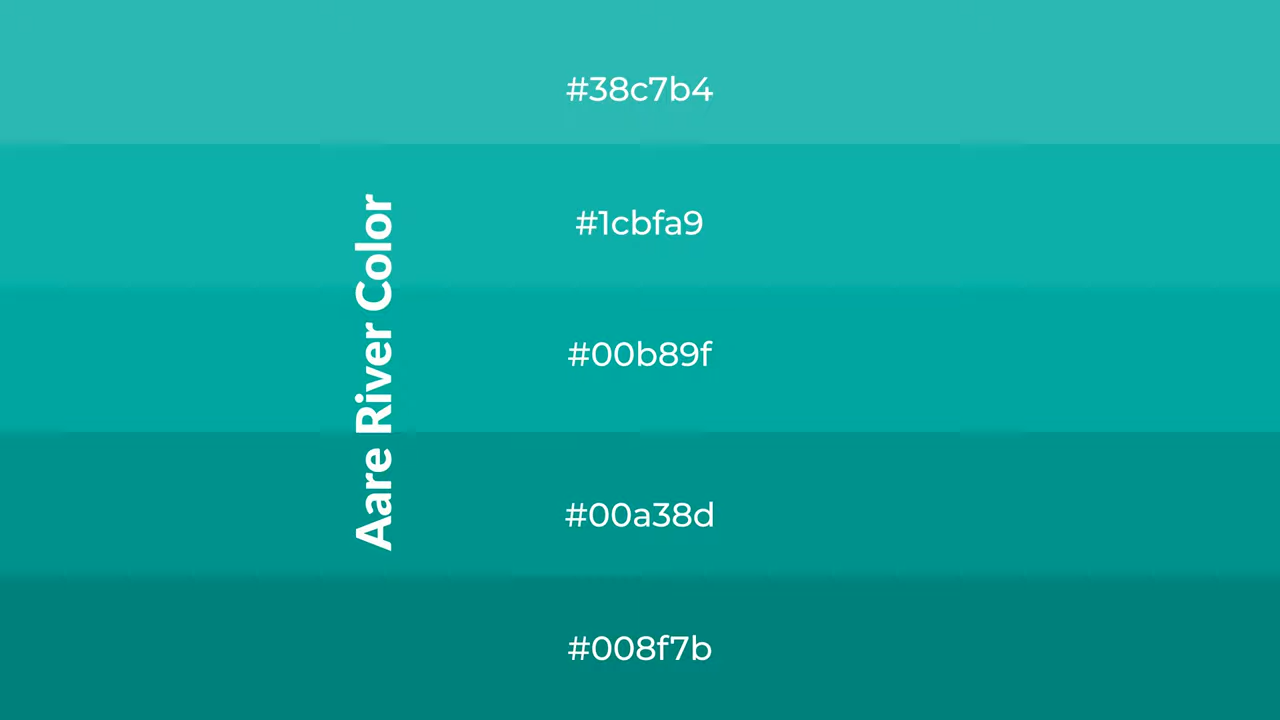 Aare River Color
#38c7b4
#1cbfa9
#00b89f
#00a38d
#008f7b